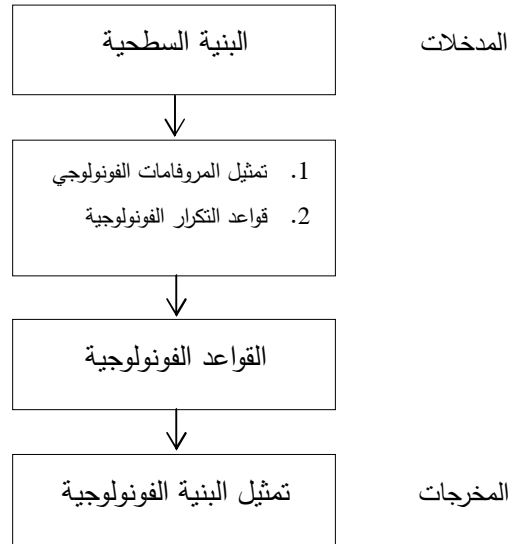 المدخلات
البنية السطحية
1. تمثيل المروفامات الفونولوجي
2. قواعد التكرار الفونولوجية
القواعد الفونولوجية
المخرجات
تمثيل البنية الفونولوجية